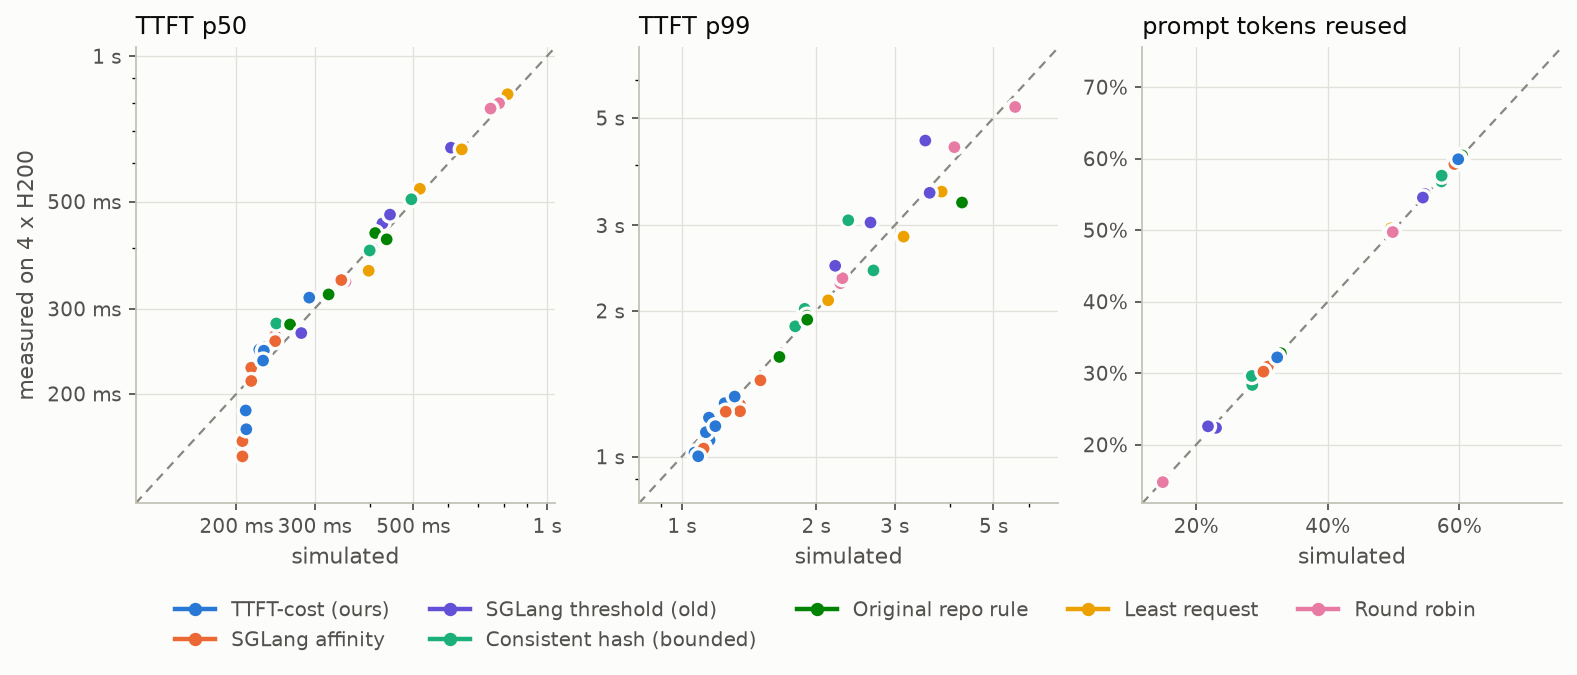 TTFT p50
TTFT p99
prompt tokens reused
measured on 4 x H200
1 s
500 ms
300 ms
200 ms
200 ms 300 ms 500 ms 1 s
simulated
5 s
3 s
2 s
1 s
1 s 2 s 3 s 5 s
simulated
70%
60%
50%
40%
30%
20%
20% 40% 60%
simulated
TTFT-cost (ours)
SGLang threshold (old)
Original repo rule
Least request
Round robin
SGLang affinity
Consistent hash (bounded)